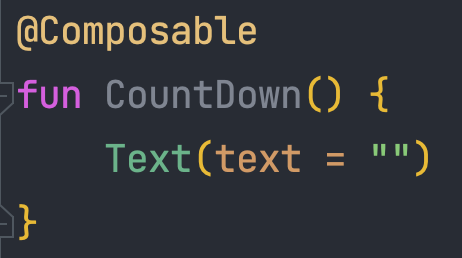 @Composable
fun CountDown() {
    Text(text = "")
}